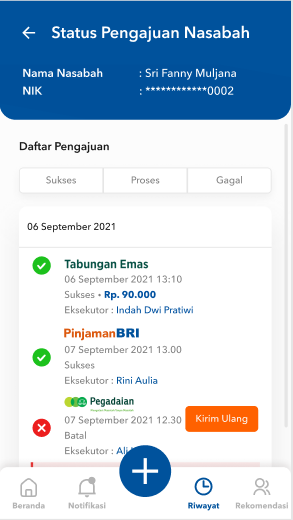 Status Pengajuan Nasabah
Nama Nasabah : Sri Fanny Muljana
NIK : ************0002
Daftar Pengajuan
Sukses Proses Gagal
06 September 2021
Tabungan Emas
06 September 2021 13:10
Sukses - Rp. 90.000
Eksekutor : Indah Dwi Pratiwi
PinjamanBRI
07 September 2021 13.00
Sukses
Eksekutor : Rini Aulia
Pegadaian
07 September 2021 12.30
Kirim Ulang
Batal
Eksekutor :
Beranda Notifikasi Riwayat Rekomendasi